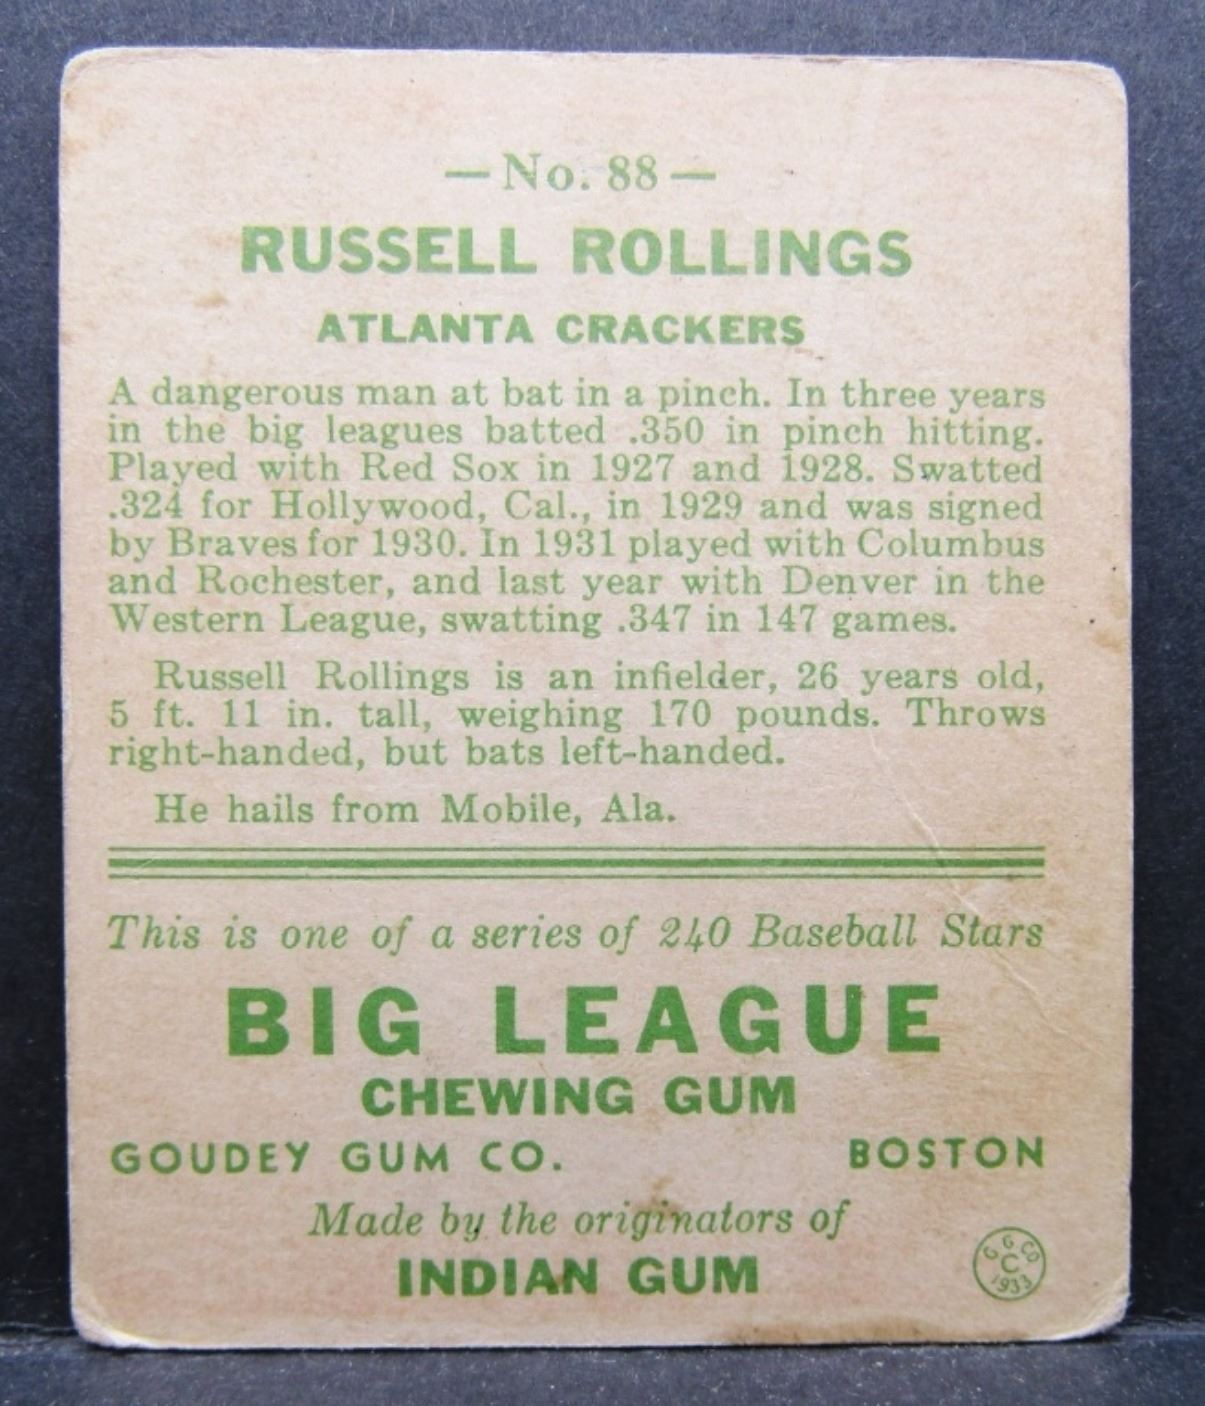 — No. 88 —
RUSSELL ROLLINGS
ATLANTA CRACKERS
A dangerous man at bat in a pinch. In three years
in the big leagues batted .350 in pinch hitting.
Played with Red Sox in 1927 and 1928. Swatted
.324 for Hollywood, Cal., in 1929 and was signed
by Braves for 1930. In 1931 played with Columbus
and Rochester, and last year with Denver in the
Western League, swatting .347 in 147 games.
Russell Rollings is an infielder, 26 years old,
5 ft. 11 in. tall, weighing 170 pounds. Throws
right-handed, but bats left-handed.
He hails from Mobile, Ala.
This is one of a series of 240 Baseball Stars
BIG LEAGUE
CHEWING GUM
GOUDEY GUM CO. BOSTON
Made by the originators of
INDIAN GUM
G G CO
C
1933